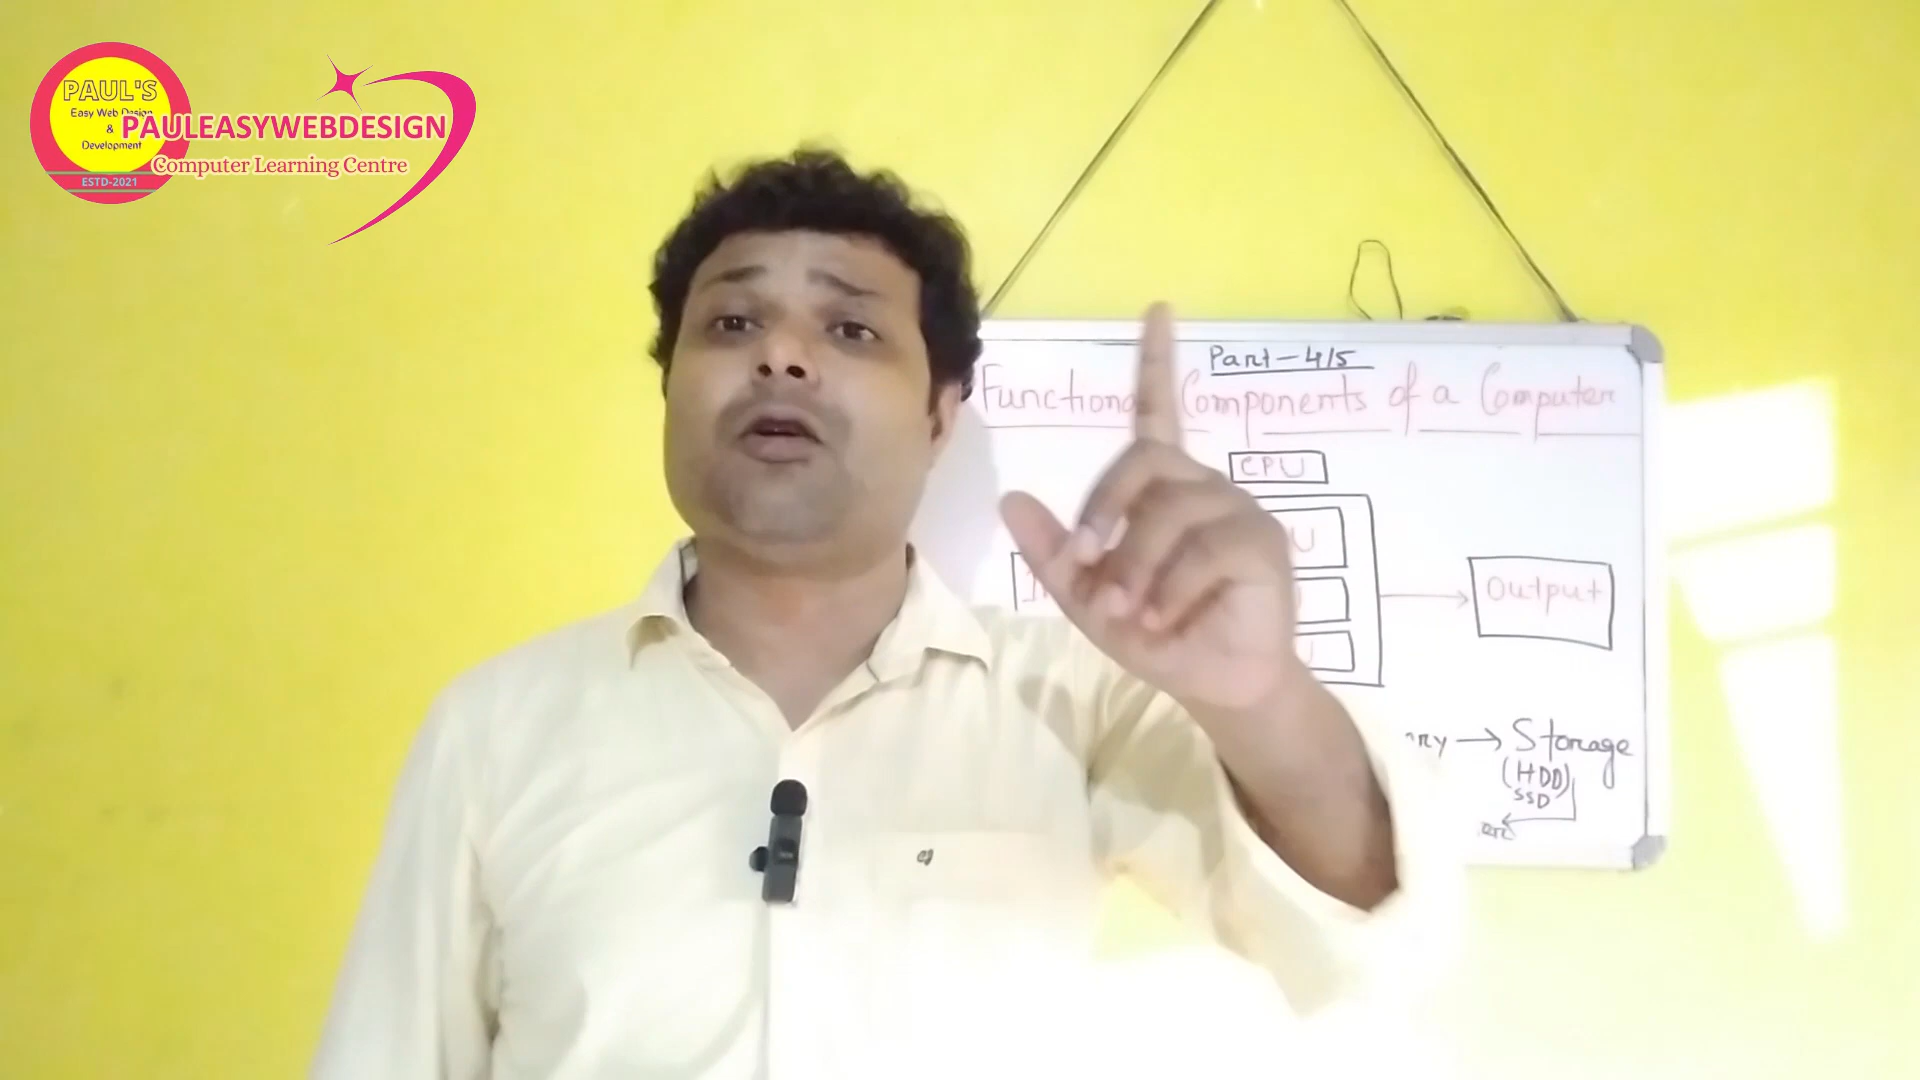 PAUL'S
Easy Web Design
&
Development
ESTD-2021
PAULEASYWEBDESIGN
Computer Learning Centre
Part-4/5
Functional Components of a Computer
CPU
U
Output
Storage
(HDD)
SSD